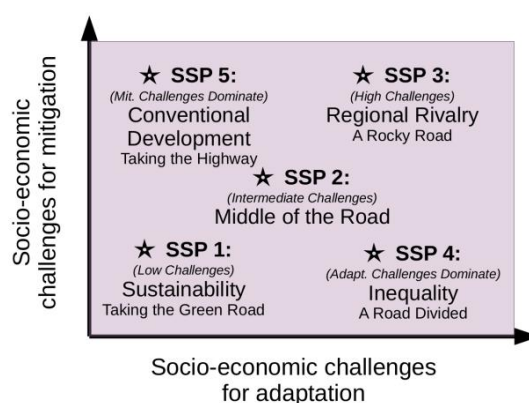 Socio-economic
challenges for mitigation
SSP 5:
(Mit. Challenges Dominate)
Conventional
Development
Taking the Highway
SSP 3:
(High Challenges)
Regional Rivalry
A Rocky Road
SSP 2:
(Intermediate Challenges)
Middle of the Road
SSP 1:
(Low Challenges)
Sustainability
Taking the Green Road
SSP 4:
(Adapt. Challenges Dominate)
Inequality
A Road Divided
Socio-economic challenges
for adaptation